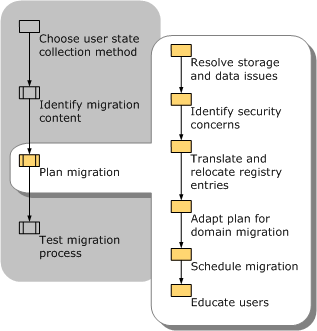 Choose user state
collection method
Identify migration
content
Plan migration
Test migration
process
Resolve storage
and data issues
Identify security
concerns
Translate and
relocate registry
entries
Adapt plan for
domain migration
Schedule migration
Educate users